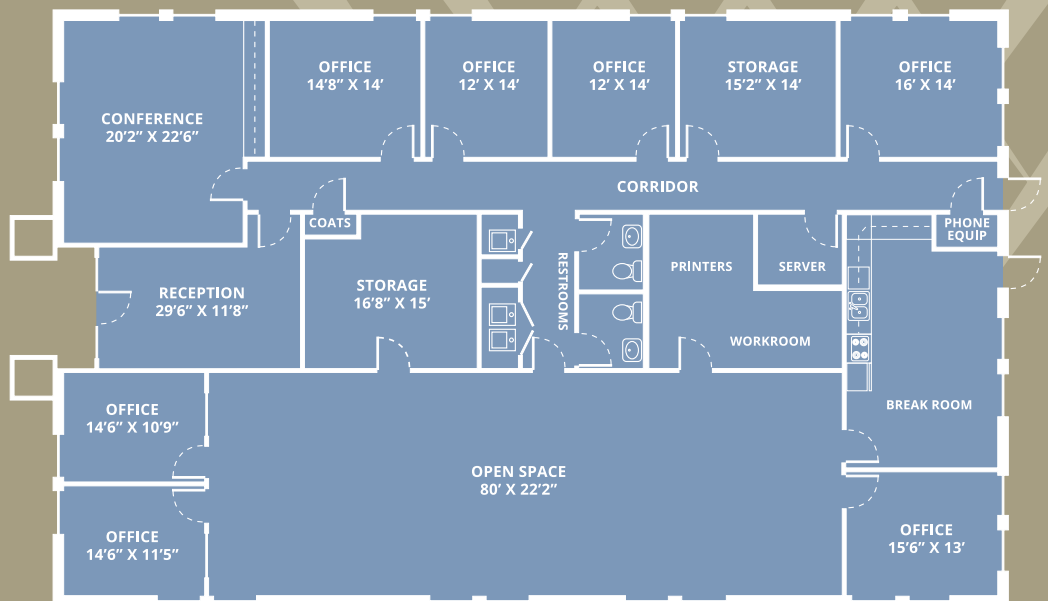 OFFICE
14’8” X 14’
OFFICE
12’ X 14’
OFFICE
12’ X 14’
STORAGE
15’2” X 14’
OFFICE
16’ X 14’
CONFERENCE
20’2” X 22’6”
CORRIDOR
COATS
PHONE
EQUIP
RECEPTION
29’6” X 11’8”
STORAGE
16’8” X 15’
RESTROOMS
PRINTERS
SERVER
WORKROOM
BREAK ROOM
OFFICE
14’6” X 10’9”
OPEN SPACE
80’ X 22’2”
OFFICE
14’6” X 11’5”
OFFICE
15’6” X 13’